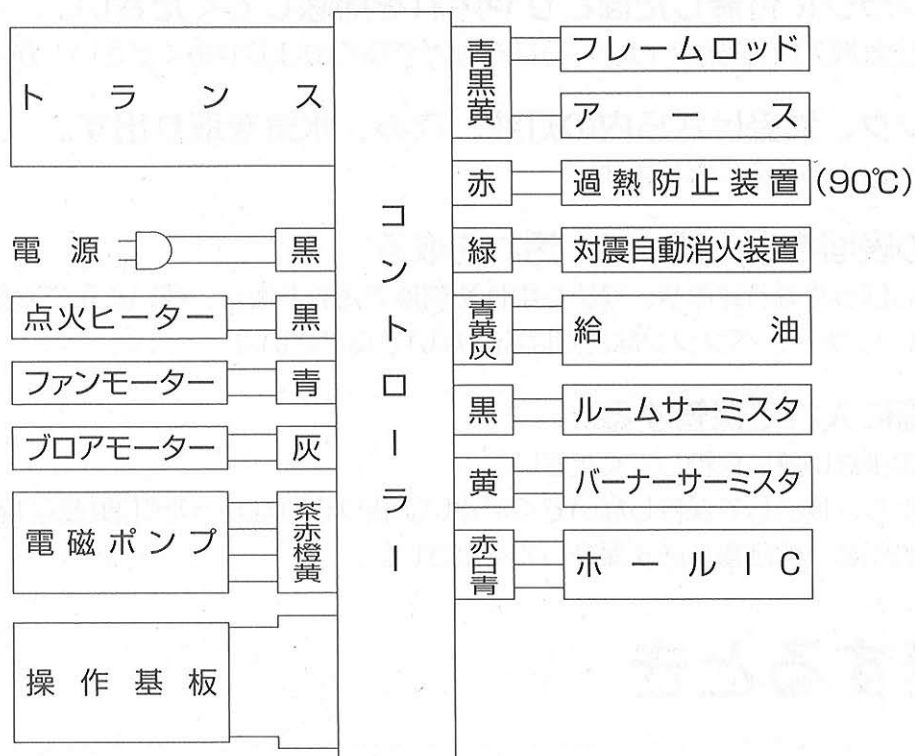 トランス
電源
黒
点火ヒーター
黒
ファンモーター
青
ブロアモーター
灰
電磁ポンプ
茶赤橙黄
操作基板
コントローラー
青黒黄
フレームロッド
アース
赤
過熱防止装置 (90℃)
緑
対震自動消火装置
青黄灰
給油
黒
ルームサーミスタ
黄
バーナーサーミスタ
赤白青
ホールIC